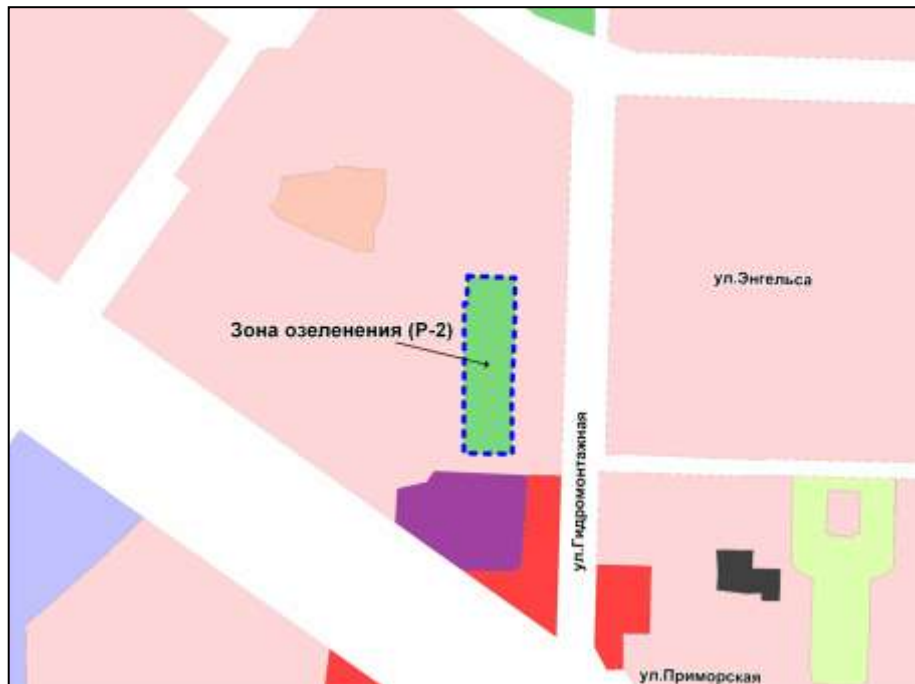 ул.Энгельса
Зона озеленения (Р-2)
ул.Гидромонтажная
ул.Приморская